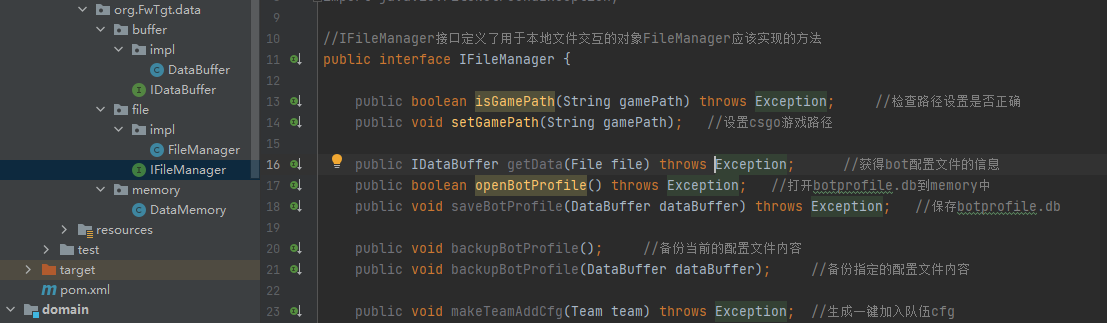 org.FwTgt.data
buffer
impl
DataBuffer
IDataBuffer
file
impl
FileManager
IFileManager
memory
DataMemory
resources
test
target
pom.xml
domain
9
10 //IFileManager接口定义了用于本地文件交互的对象FileManager应该实现的方法
11 public interface IFileManager {
12
13 public boolean isGamePath(String gamePath) throws Exception; //检查路径设置是否正确
14 public void setGamePath(String gamePath); //设置csgo游戏路径
15
16 public IDataBuffer getData(File file) throws Exception; //获得bot配置文件的信息
17 public boolean openBotProfile() throws Exception; //打开botprofile.db到memory中
18 public void saveBotProfile(DataBuffer dataBuffer) throws Exception; //保存botprofile.db
19
20 public void backupBotProfile(); //备份当前的配置文件内容
21 public void backupBotProfile(DataBuffer dataBuffer); //备份指定的配置文件内容
22
23 public void makeTeamAddCfg(Team team) throws Exception; //生成一键加入队伍cfg